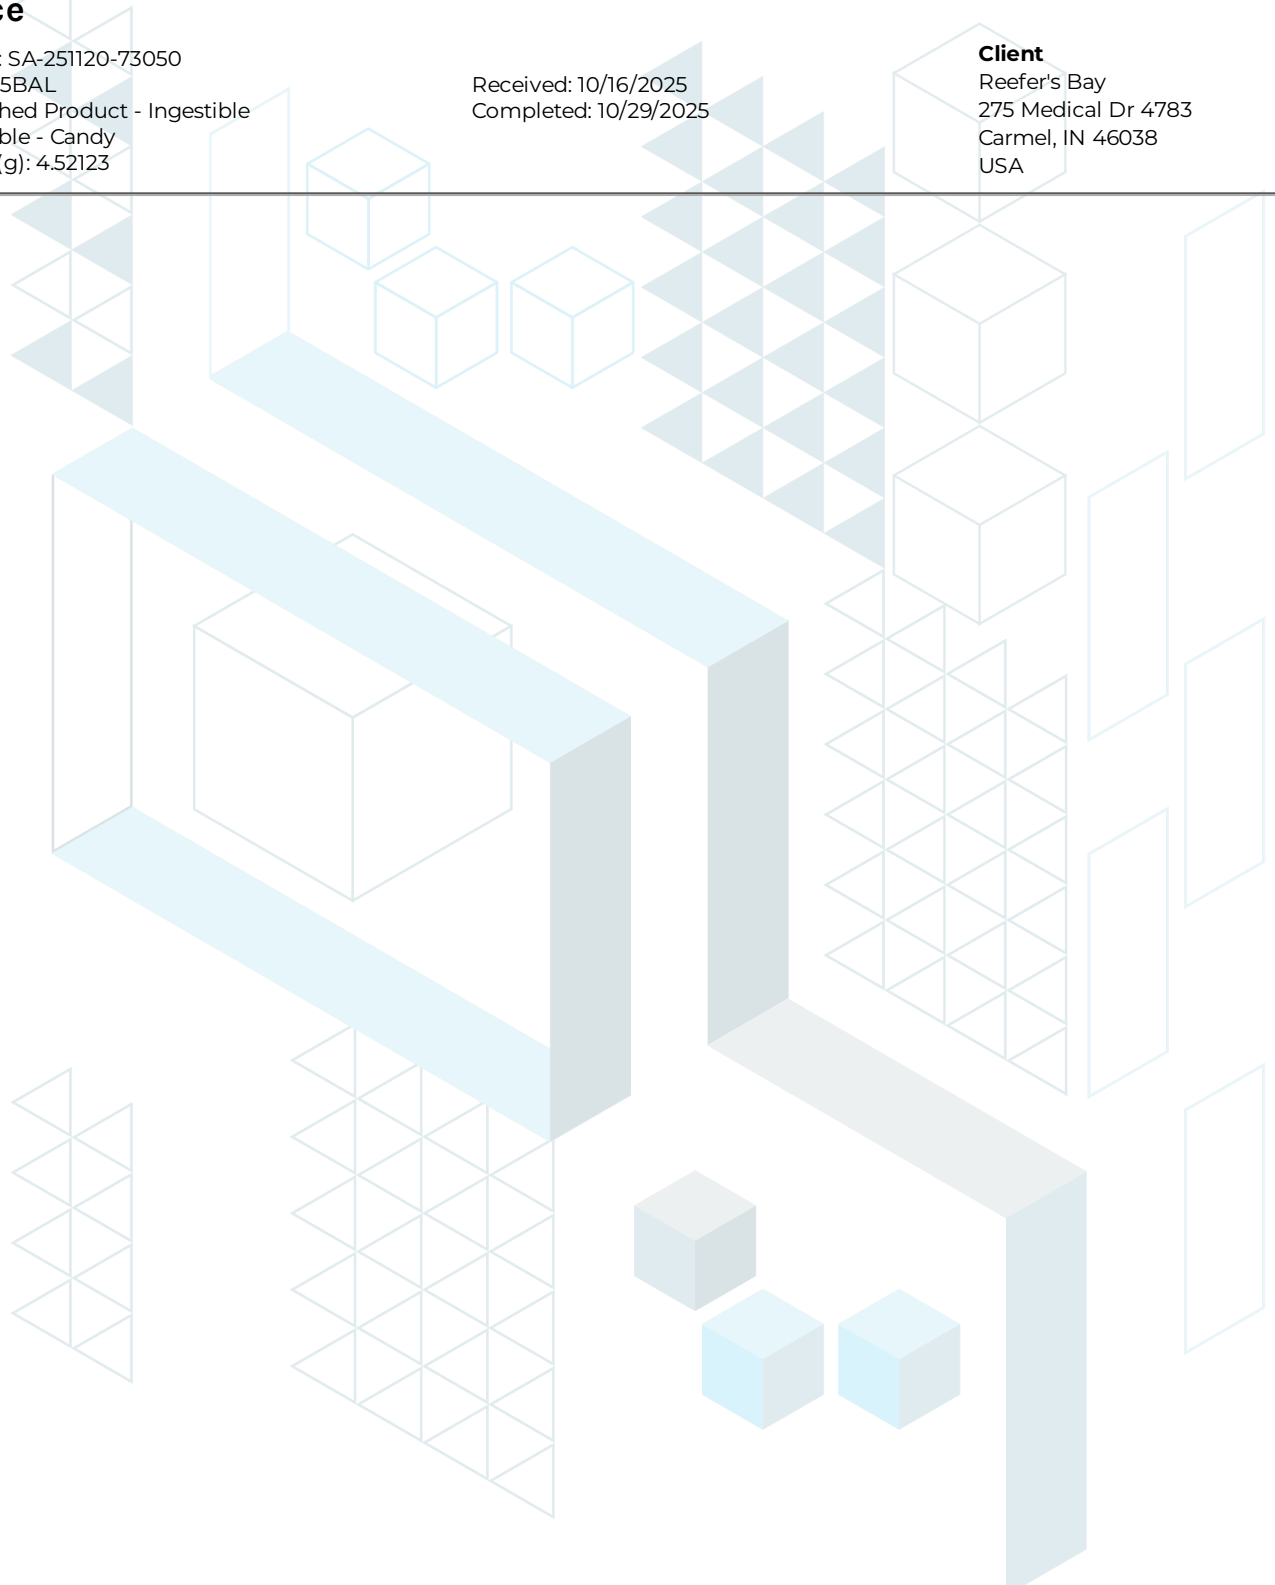 ce
: SA-251120-73050
5BAL
hed Product - Ingestible
ble - Candy
(g): 4.52123
Received: 10/16/2025
Completed: 10/29/2025
Client
Reefer's Bay
275 Medical Dr 4783
Carmel, IN 46038
USA